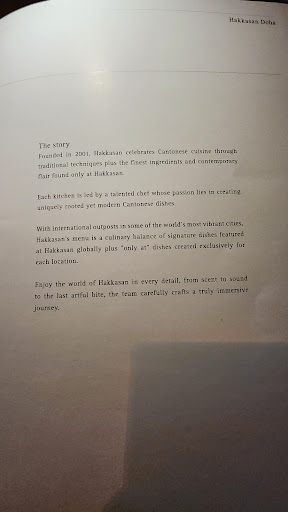 Hakkasan Doha
The story
Founded in 2001, Hakkasan celebrates Cantonese cuisine through
traditional techniques plus the finest ingredients and contemporary
flair found only at Hakkasan.
Each kitchen is led by a talented chef whose passion lies in creating
uniquely rooted yet modern Cantonese dishes.
With international outposts in some of the world's most vibrant cities,
Hakkasan's menu is a culinary balance of signature dishes featured
at Hakkasan globally plus "only at" dishes created exclusively for
each location.
Enjoy the world of Hakkasan in every detail; from scent to sound
to the last artful bite, the team carefully crafts a truly immersive
journey.